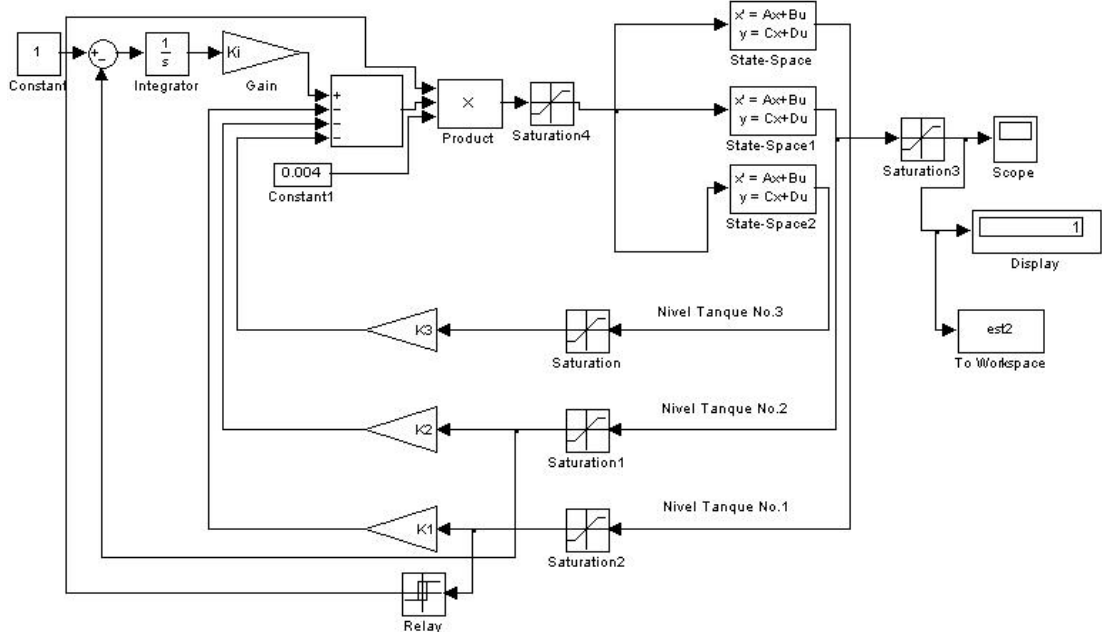 x' = Ax+Bu
y = Cx+Du
State-Space
1
Constant
+
−
1
s
Integrator
Ki
Gain
+
−
−
−
×
Product
Saturation4
x' = Ax+Bu
y = Cx+Du
State-Space1
Saturation3
Scope
0.004
Constant1
x' = Ax+Bu
y = Cx+Du
State-Space2
1
Display
Nivel Tanque No.3
K3
Saturation
est2
To Workspace
Nivel Tanque No.2
K2
Saturation1
Nivel Tanque No.1
K1
Saturation2
Relay